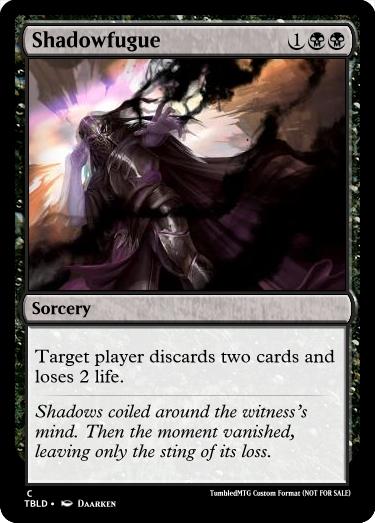 Shadowfugue 1
Sorcery
Target player discards two cards and
loses 2 life.
Shadows coiled around the witness's
mind. Then the moment vanished,
leaving only the sting of its loss.
C
TBLD • Daarken
TumbledMTG Custom Format (NOT FOR SALE)